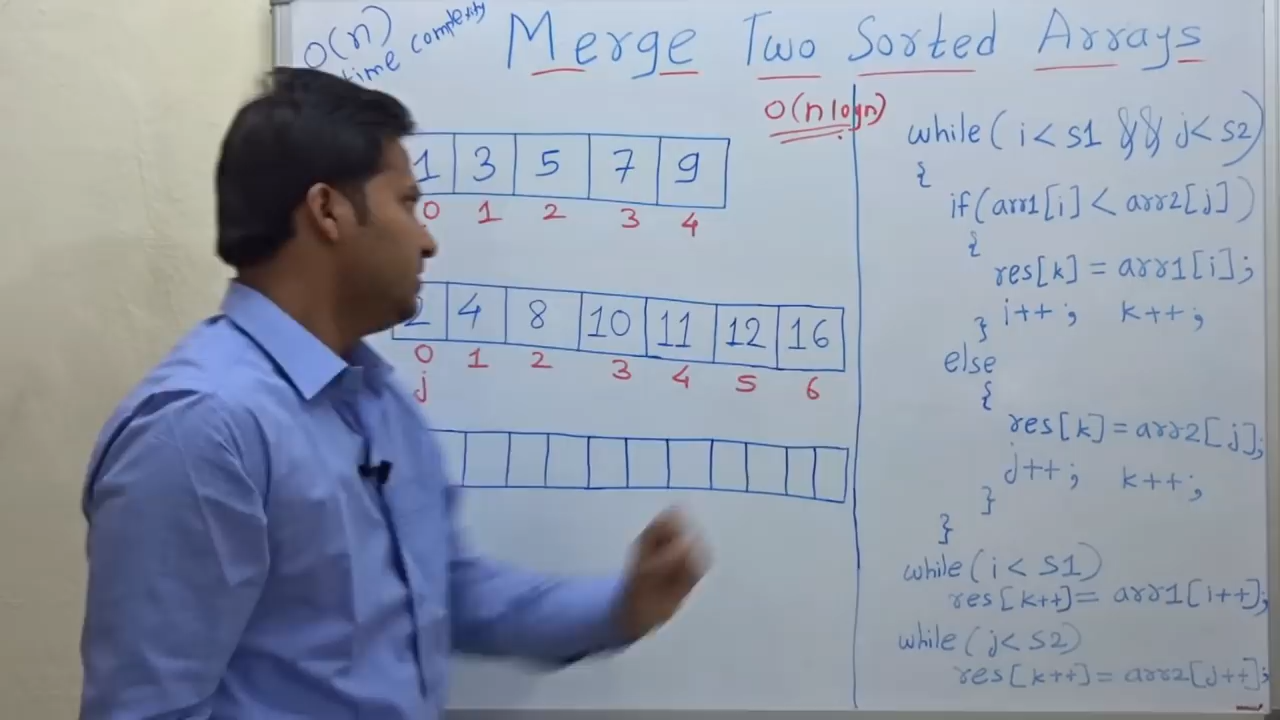 O(n)
time complexity
Merge Two Sorted Arrays
O(nlogn)
1 3 5 7 9
0 1 2 3 4
2 4 8 10 11 12 16
0 1 2 3 4 5 6
j
while( i< s1 && j< s2)
{
if(arr1[i] < arr2[j])
{
res[k] = arr1[i];
i++; k++;
}
else
{
res[k] = arr2[j];
j++; k++;
}
}
while(i< s1)
res[k++]= arr1[i++];
while(j< s2)
res[k++]= arr2[j++];